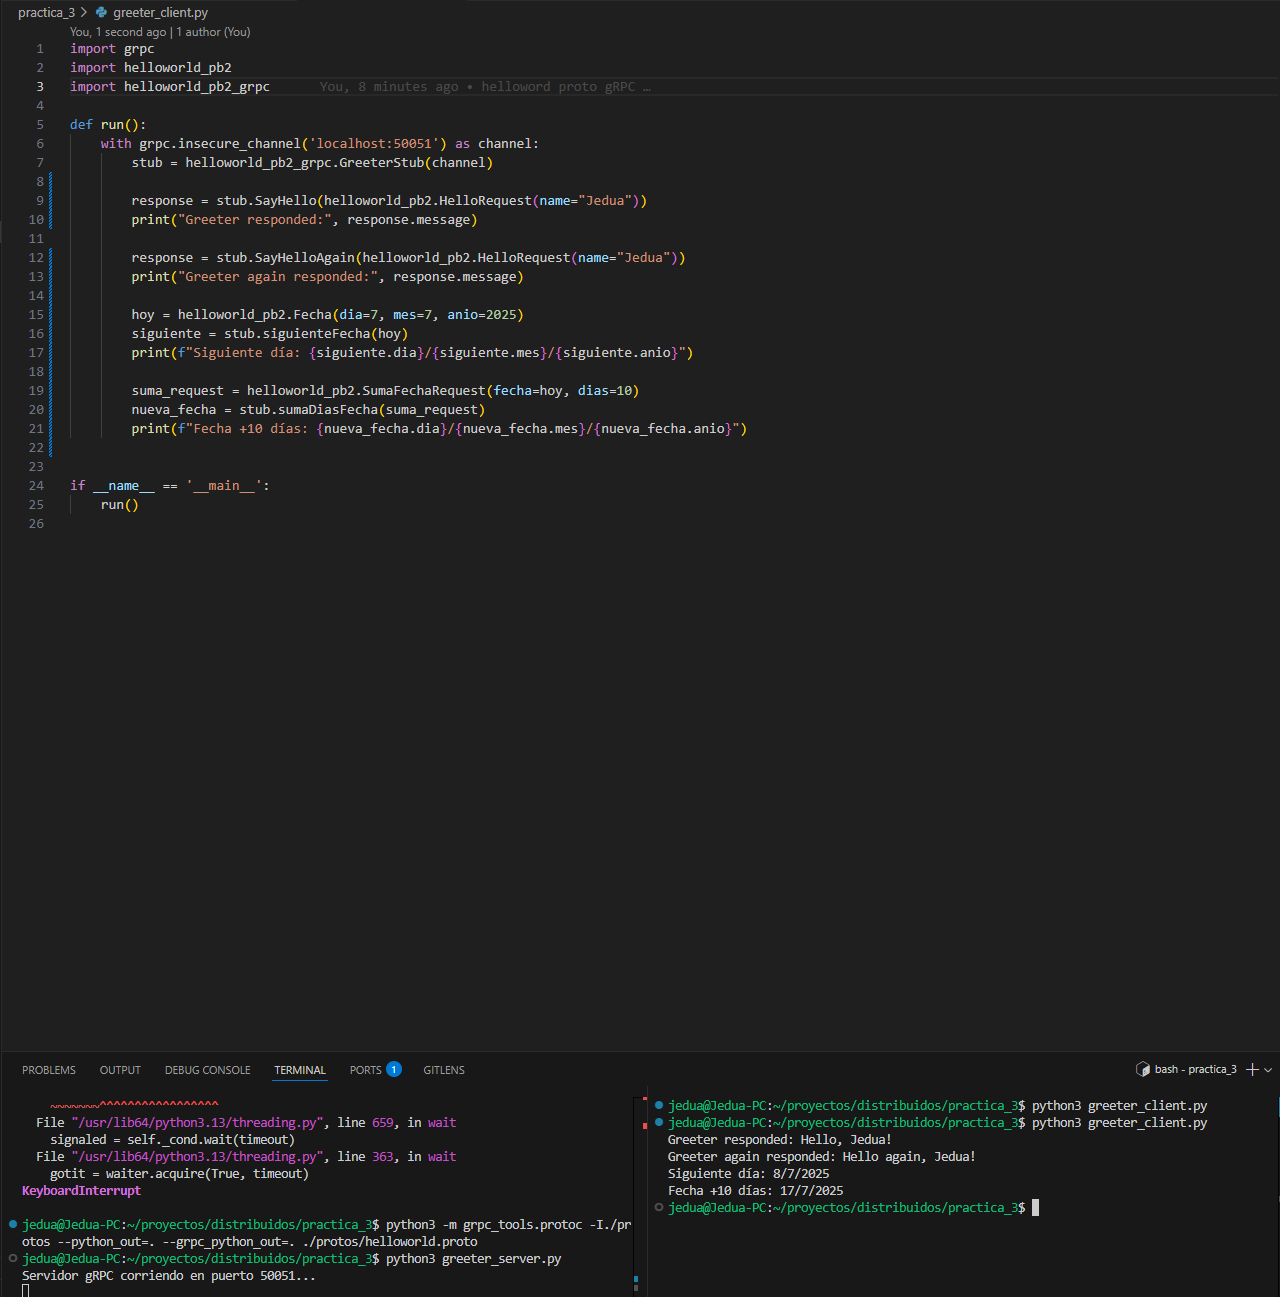 practica_3 > greeter_client.py
You, 1 second ago | 1 author (You)
1 import grpc
2 import helloworld_pb2
3 import helloworld_pb2_grpc You, 8 minutes ago • helloword proto gRPC …
4
5 def run():
6 with grpc.insecure_channel('localhost:50051') as channel:
7 stub = helloworld_pb2_grpc.GreeterStub(channel)
8
9 response = stub.SayHello(helloworld_pb2.HelloRequest(name="Jedua"))
10 print("Greeter responded:", response.message)
11
12 response = stub.SayHelloAgain(helloworld_pb2.HelloRequest(name="Jedua"))
13 print("Greeter again responded:", response.message)
14
15 hoy = helloworld_pb2.Fecha(dia=7, mes=7, anio=2025)
16 siguiente = stub.siguienteFecha(hoy)
17 print(f"Siguiente día: {siguiente.dia}/{siguiente.mes}/{siguiente.anio}")
18
19 suma_request = helloworld_pb2.SumaFechaRequest(fecha=hoy, dias=10)
20 nueva_fecha = stub.sumaDiasFecha(suma_request)
21 print(f"Fecha +10 días: {nueva_fecha.dia}/{nueva_fecha.mes}/{nueva_fecha.anio}")
22
23
24 if __name__ == '__main__':
25 run()
26
PROBLEMS OUTPUT DEBUG CONSOLE TERMINAL PORTS 1 GITLENS bash - practica_3
~~~~~~~^^^^^^^^^^^^^^^^^
File "/usr/lib64/python3.13/threading.py", line 659, in wait
signaled = self._cond.wait(timeout)
File "/usr/lib64/python3.13/threading.py", line 363, in wait
gotit = waiter.acquire(True, timeout)
KeyboardInterrupt
jedua@Jedua-PC:~/proyectos/distribuidos/practica_3$ python3 -m grpc_tools.protoc -I./pr
otos --python_out=. --grpc_python_out=. ./protos/helloworld.proto
jedua@Jedua-PC:~/proyectos/distribuidos/practica_3$ python3 greeter_server.py
Servidor gRPC corriendo en puerto 50051...
jedua@Jedua-PC:~/proyectos/distribuidos/practica_3$ python3 greeter_client.py
jedua@Jedua-PC:~/proyectos/distribuidos/practica_3$ python3 greeter_client.py
Greeter responded: Hello, Jedua!
Greeter again responded: Hello again, Jedua!
Siguiente día: 8/7/2025
Fecha +10 días: 17/7/2025
jedua@Jedua-PC:~/proyectos/distribuidos/practica_3$